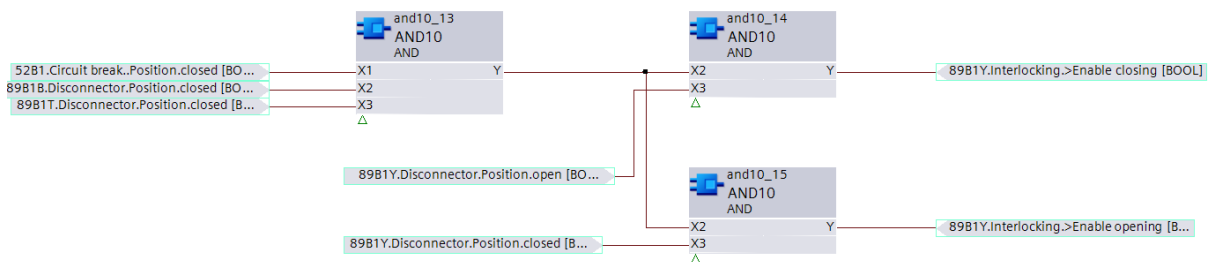 and10_13
AND10
AND
52B1.Circuit break..Position.closed [BO...
X1
Y
89B1B.Disconnector.Position.closed [BO...
X2
89B1T.Disconnector.Position.closed [B...
X3
and10_14
AND10
AND
X2
Y
89B1Y.Interlocking.>Enable closing [BOOL]
X3
89B1Y.Disconnector.Position.open [BO...
and10_15
AND10
AND
X2
Y
89B1Y.Interlocking.>Enable opening [B...
89B1Y.Disconnector.Position.closed [B...
X3